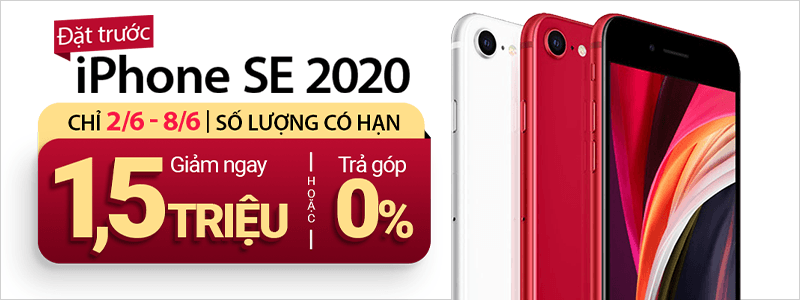 Đặt trước
iPhone SE 2020
CHỈ 2/6 - 8/6 | SỐ LƯỢNG CÓ HẠN
Giảm ngay
1,5 TRIỆU
HOẶC
Trả góp
0%